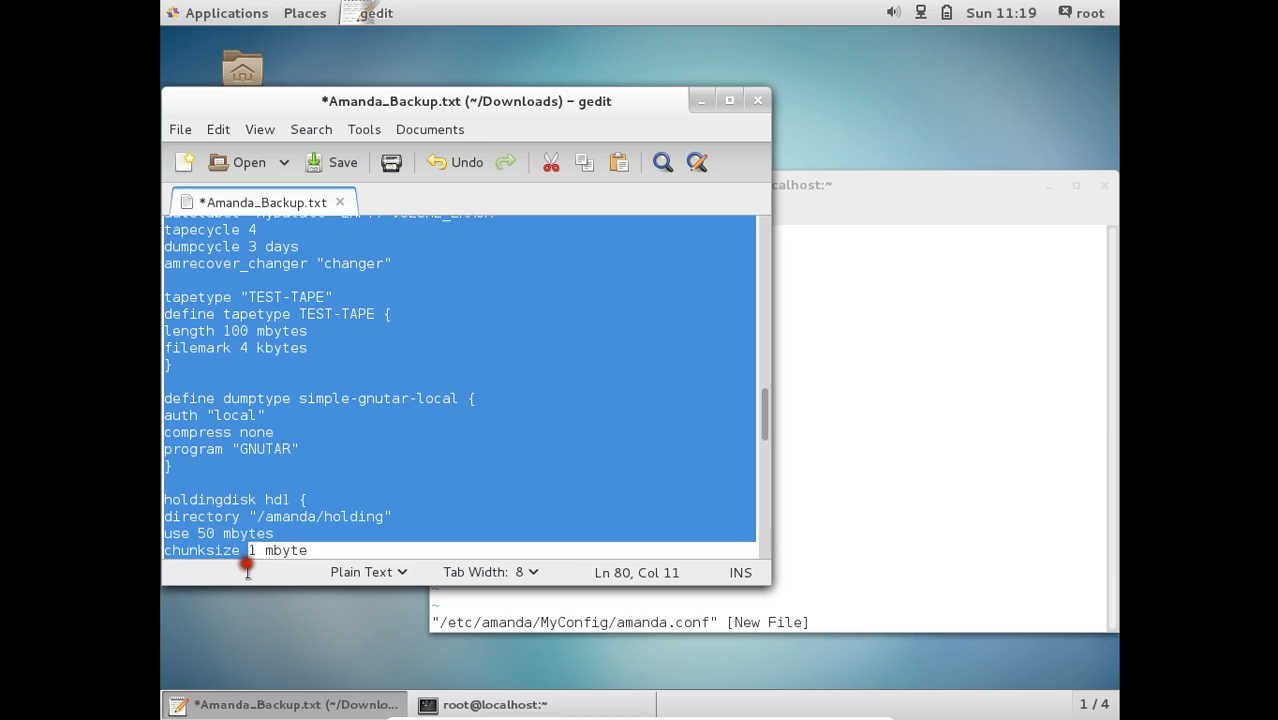 Applications Places gedit Sun 11:19 root
*Amanda_Backup.txt (~/Downloads) – gedit
File Edit View Search Tools Documents
Open Save Undo
calhost:~
*Amanda_Backup.txt
tapecycle 4
dumpcycle 3 days
amrecover_changer "changer"
tapetype "TEST-TAPE"
define tapetype TEST-TAPE {
length 100 mbytes
filemark 4 kbytes
}
define dumptype simple-gnutar-local {
auth "local"
compress none
program "GNUTAR"
}
holdingdisk hd1 {
directory "/amanda/holding"
use 50 mbytes
chunksize 1 mbyte
Plain Text Tab Width: 8 Ln 80, Col 11 INS
~
~
"/etc/amanda/MyConfig/amanda.conf" [New File]
*Amanda_Backup.txt (~/Downlo... root@localhost:~ 1 / 4